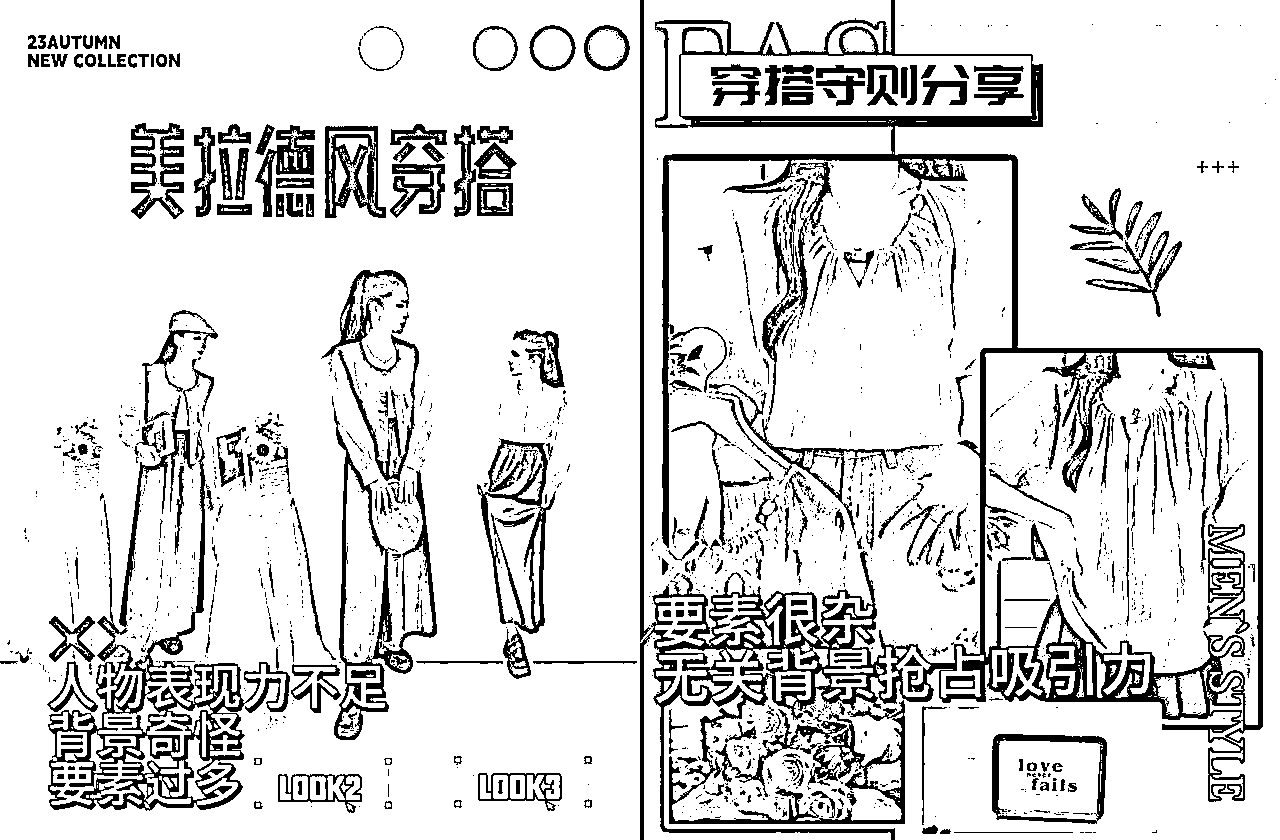 23AUTUMN
NEW COLLECTION
美拉德风穿搭
××
人物表现力不足
背景奇怪
要素过多
LOOK2
LOOK3
FAS
穿搭守则分享
+++
×
要素很杂
无关背景抢占吸引力
MEN'S STYLE
love
never
fails